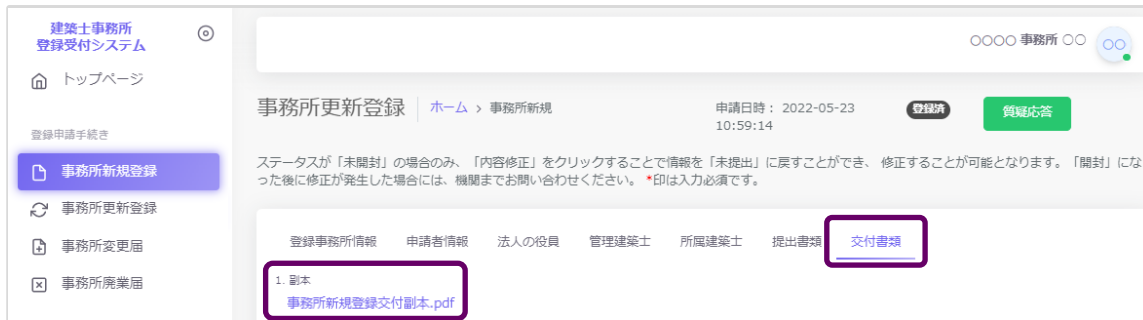 建築士事務所
登録受付システム
トップページ
登録申請手続き
事務所新規登録
事務所更新登録
事務所変更届
事務所廃業届
○○○○ 事務所 ○○
○○
事務所更新登録
ホーム > 事務所新規
申請日時： 2022-05-23
10:59:14
登録済
質疑応答
ステータスが「未開封」の場合のみ、「内容修正」をクリックすることで情報を「未提出」に戻すことができ、 修正することが可能となります。「開封」にな
った後に修正が発生した場合には、機関までお問い合わせください。 *印は入力必須です。
登録事務所情報 申請者情報 法人の役員 管理建築士 所属建築士 提出書類 交付書類
1. 副本
事務所新規登録交付副本.pdf